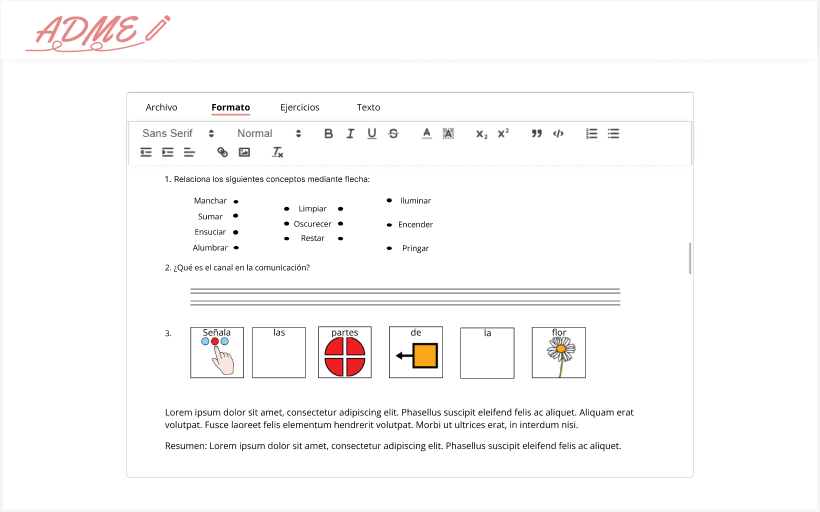 ADME
Archivo Formato Ejercicios Texto
Sans Serif Normal B I U S A A X₂ X² ” </> Tx
1. Relaciona los siguientes conceptos mediante flecha:
Manchar
Sumar
Ensuciar
Alumbrar
Limpiar
Oscurecer
Restar
Iluminar
Encender
Pringar
2. ¿Qué es el canal en la comunicación?
3. Señala las partes de la flor
Lorem ipsum dolor sit amet, consectetur adipiscing elit. Phasellus suscipit eleifend felis ac aliquet. Aliquam erat
volutpat. Fusce laoreet felis elementum hendrerit volutpat. Morbi ut ultrices erat, in interdum nisi.
Resumen: Lorem ipsum dolor sit amet, consectetur adipiscing elit. Phasellus suscipit eleifend felis ac aliquet.